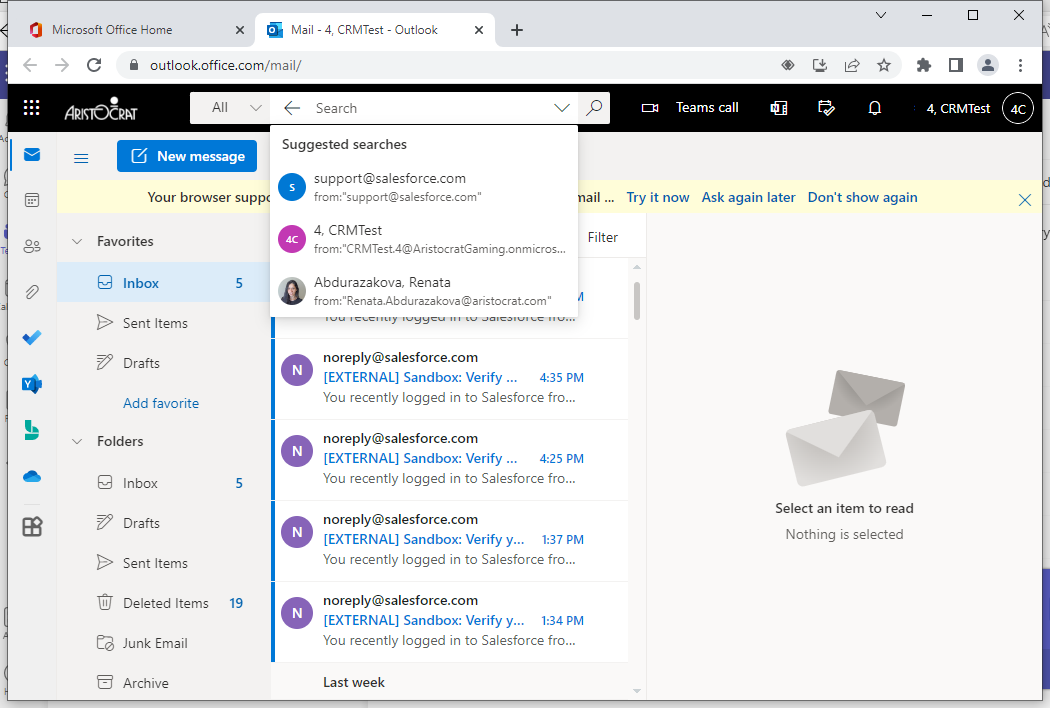 Microsoft Office Home
Mail - 4, CRMTest - Outlook
outlook.office.com/mail/
ARISTOCRAT
All
Search
Teams call
4, CRMTest
4C
New message
Suggested searches
S
support@salesforce.com
from:"support@salesforce.com"
4C
4, CRMTest
from:"CRMTest.4@AristocratGaming.onmicros...
Abdurazakova, Renata
from:"Renata.Abdurazakova@aristocrat.com"
Your browser suppo
mail ...
Try it now
Ask again later
Don't show again
Favorites
Filter
Inbox 5
Sent Items
Drafts
Add favorite
Folders
Inbox 5
Drafts
Sent Items
Deleted Items 19
Junk Email
Archive
You recently logged in to Salesforce fro...
N
noreply@salesforce.com
[EXTERNAL] Sandbox: Verify ... 4:35 PM
You recently logged in to Salesforce fro...
N
noreply@salesforce.com
[EXTERNAL] Sandbox: Verify ... 4:25 PM
You recently logged in to Salesforce fro...
N
noreply@salesforce.com
[EXTERNAL] Sandbox: Verify y... 1:37 PM
You recently logged in to Salesforce fro...
N
noreply@salesforce.com
[EXTERNAL] Sandbox: Verify y... 1:34 PM
You recently logged in to Salesforce fro...
Last week
Select an item to read
Nothing is selected